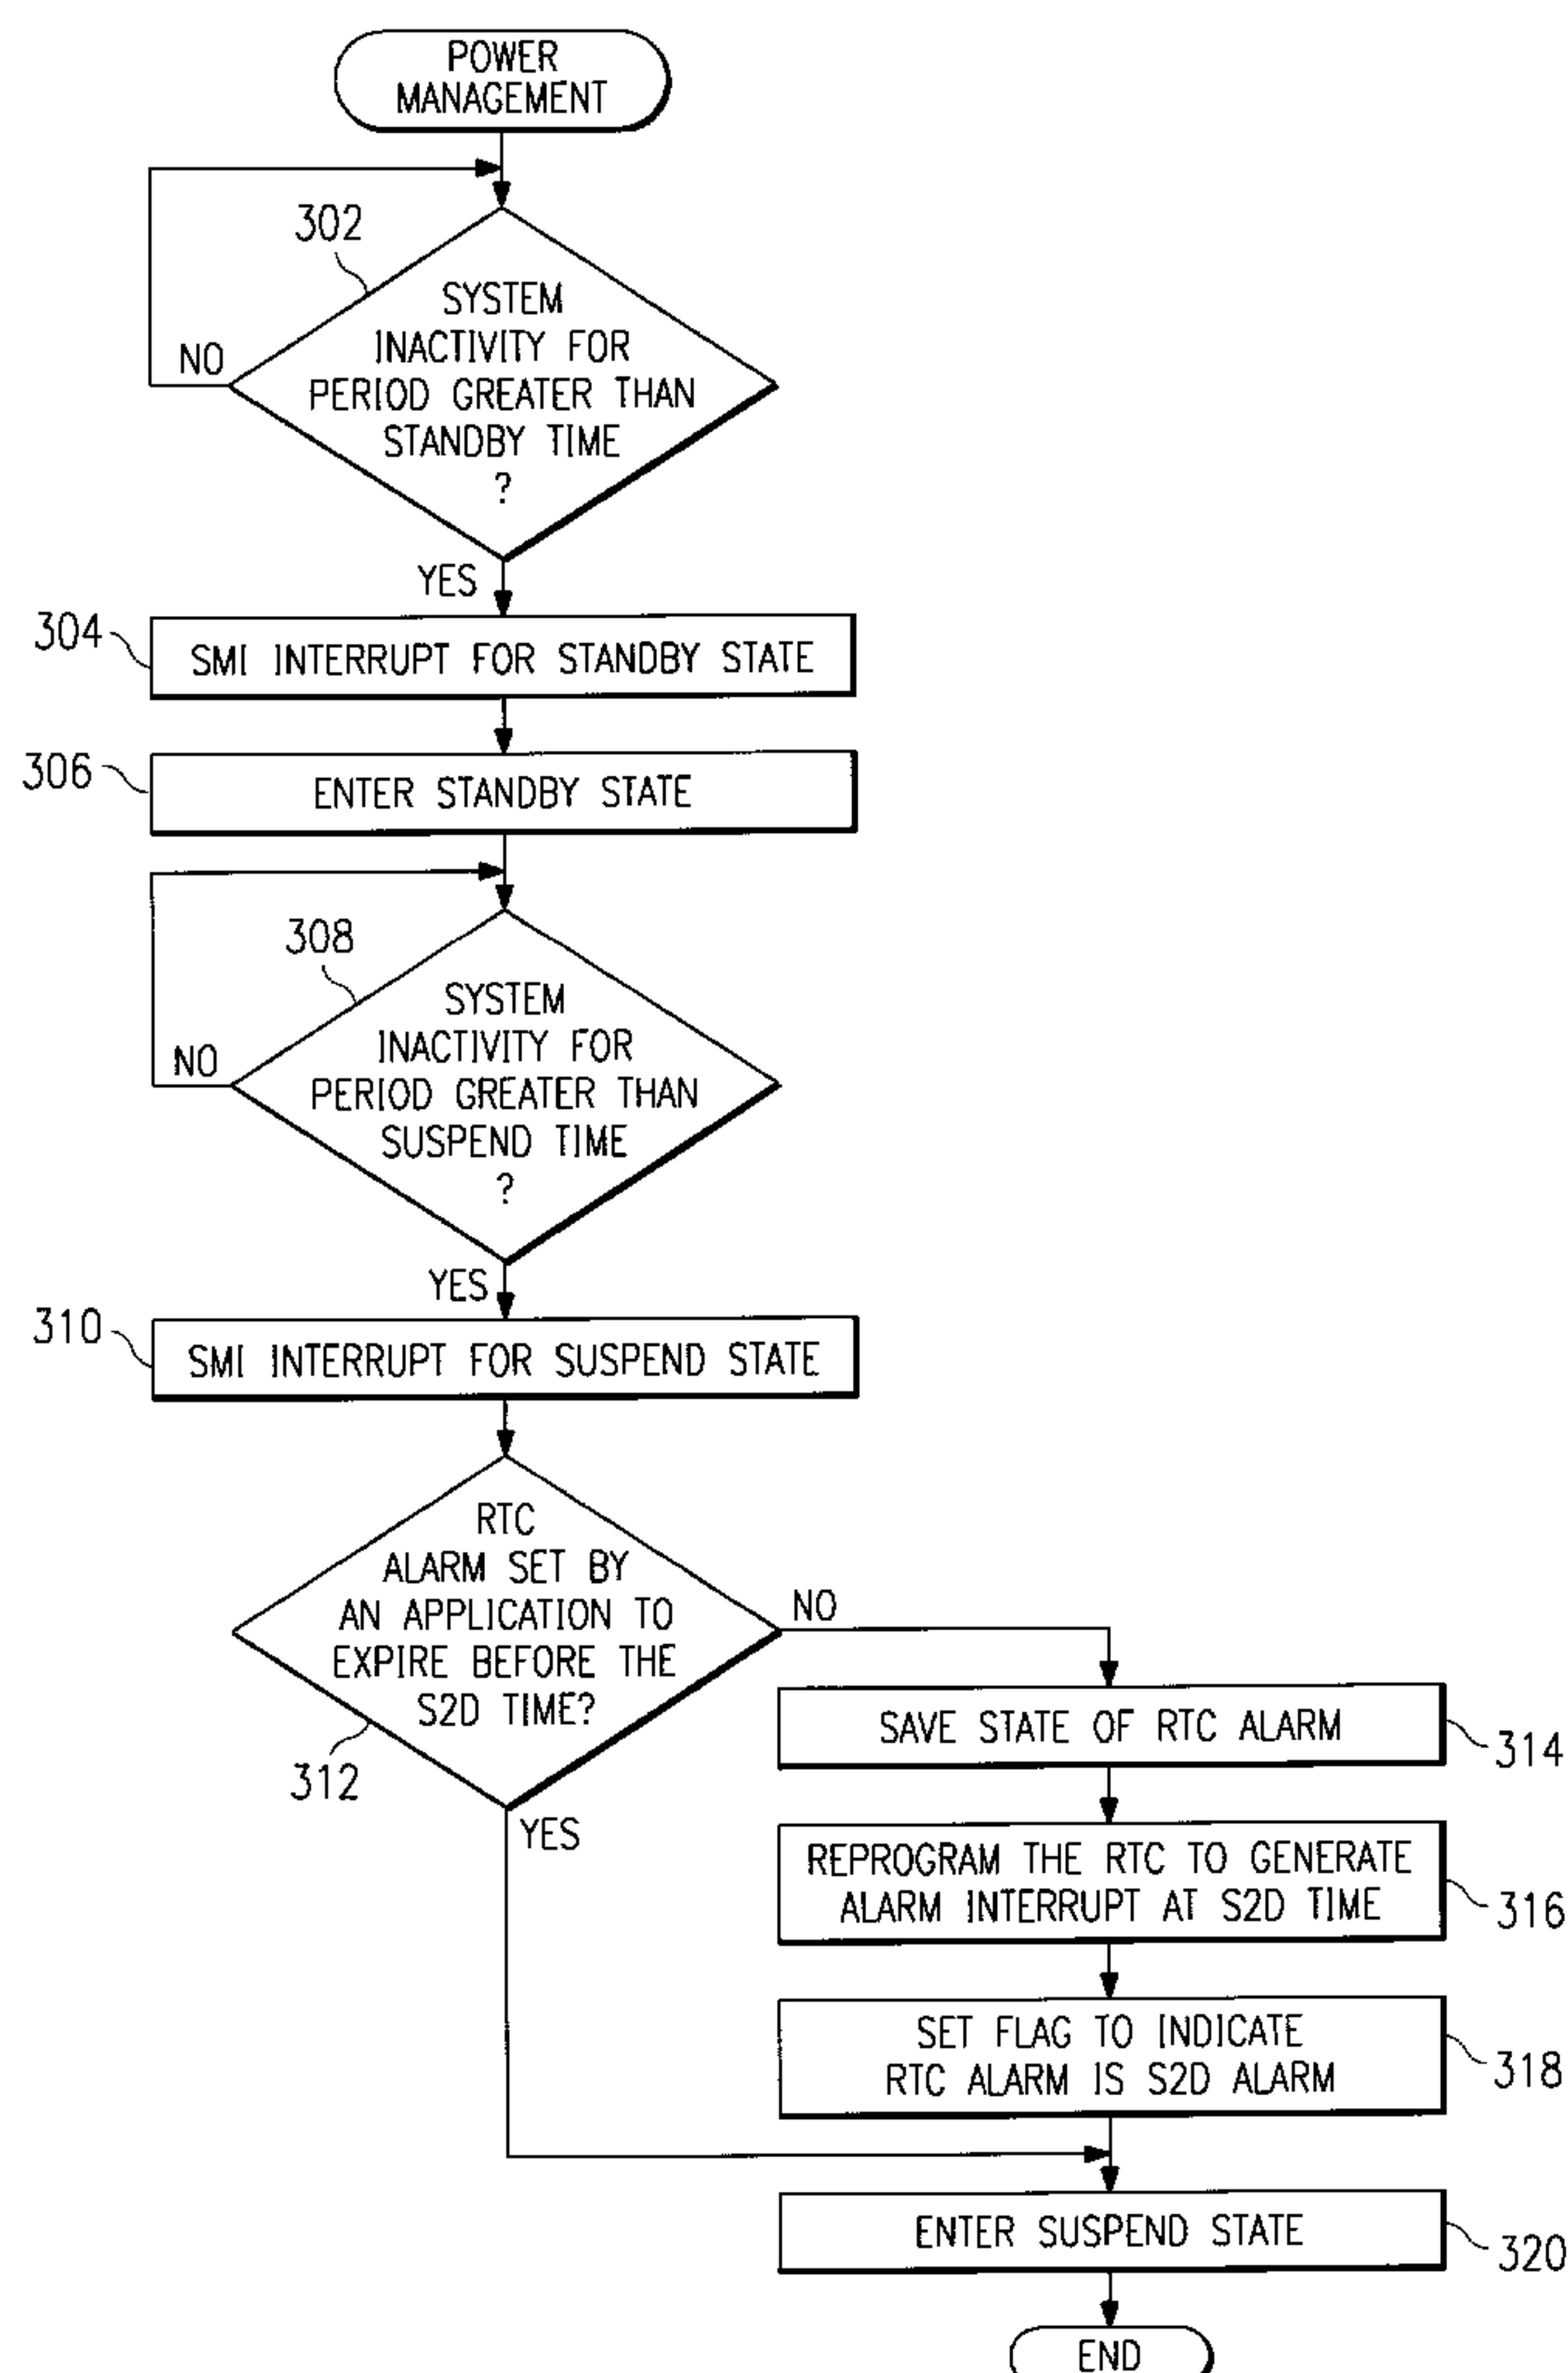 POWER
MANAGEMENT
302
SYSTEM
INACTIVITY FOR
PERIOD GREATER THAN
STANDBY TIME
?
NO
YES
304
SMI INTERRUPT FOR STANDBY STATE
306
ENTER STANDBY STATE
308
SYSTEM
INACTIVITY FOR
PERIOD GREATER THAN
SUSPEND TIME
?
NO
YES
310
SMI INTERRUPT FOR SUSPEND STATE
RTC
ALARM SET BY
AN APPLICATION TO
EXPIRE BEFORE THE
S2D TIME?
312
NO
YES
SAVE STATE OF RTC ALARM
314
REPROGRAM THE RTC TO GENERATE
ALARM INTERRUPT AT S2D TIME
316
SET FLAG TO INDICATE
RTC ALARM IS S2D ALARM
318
ENTER SUSPEND STATE
320
END